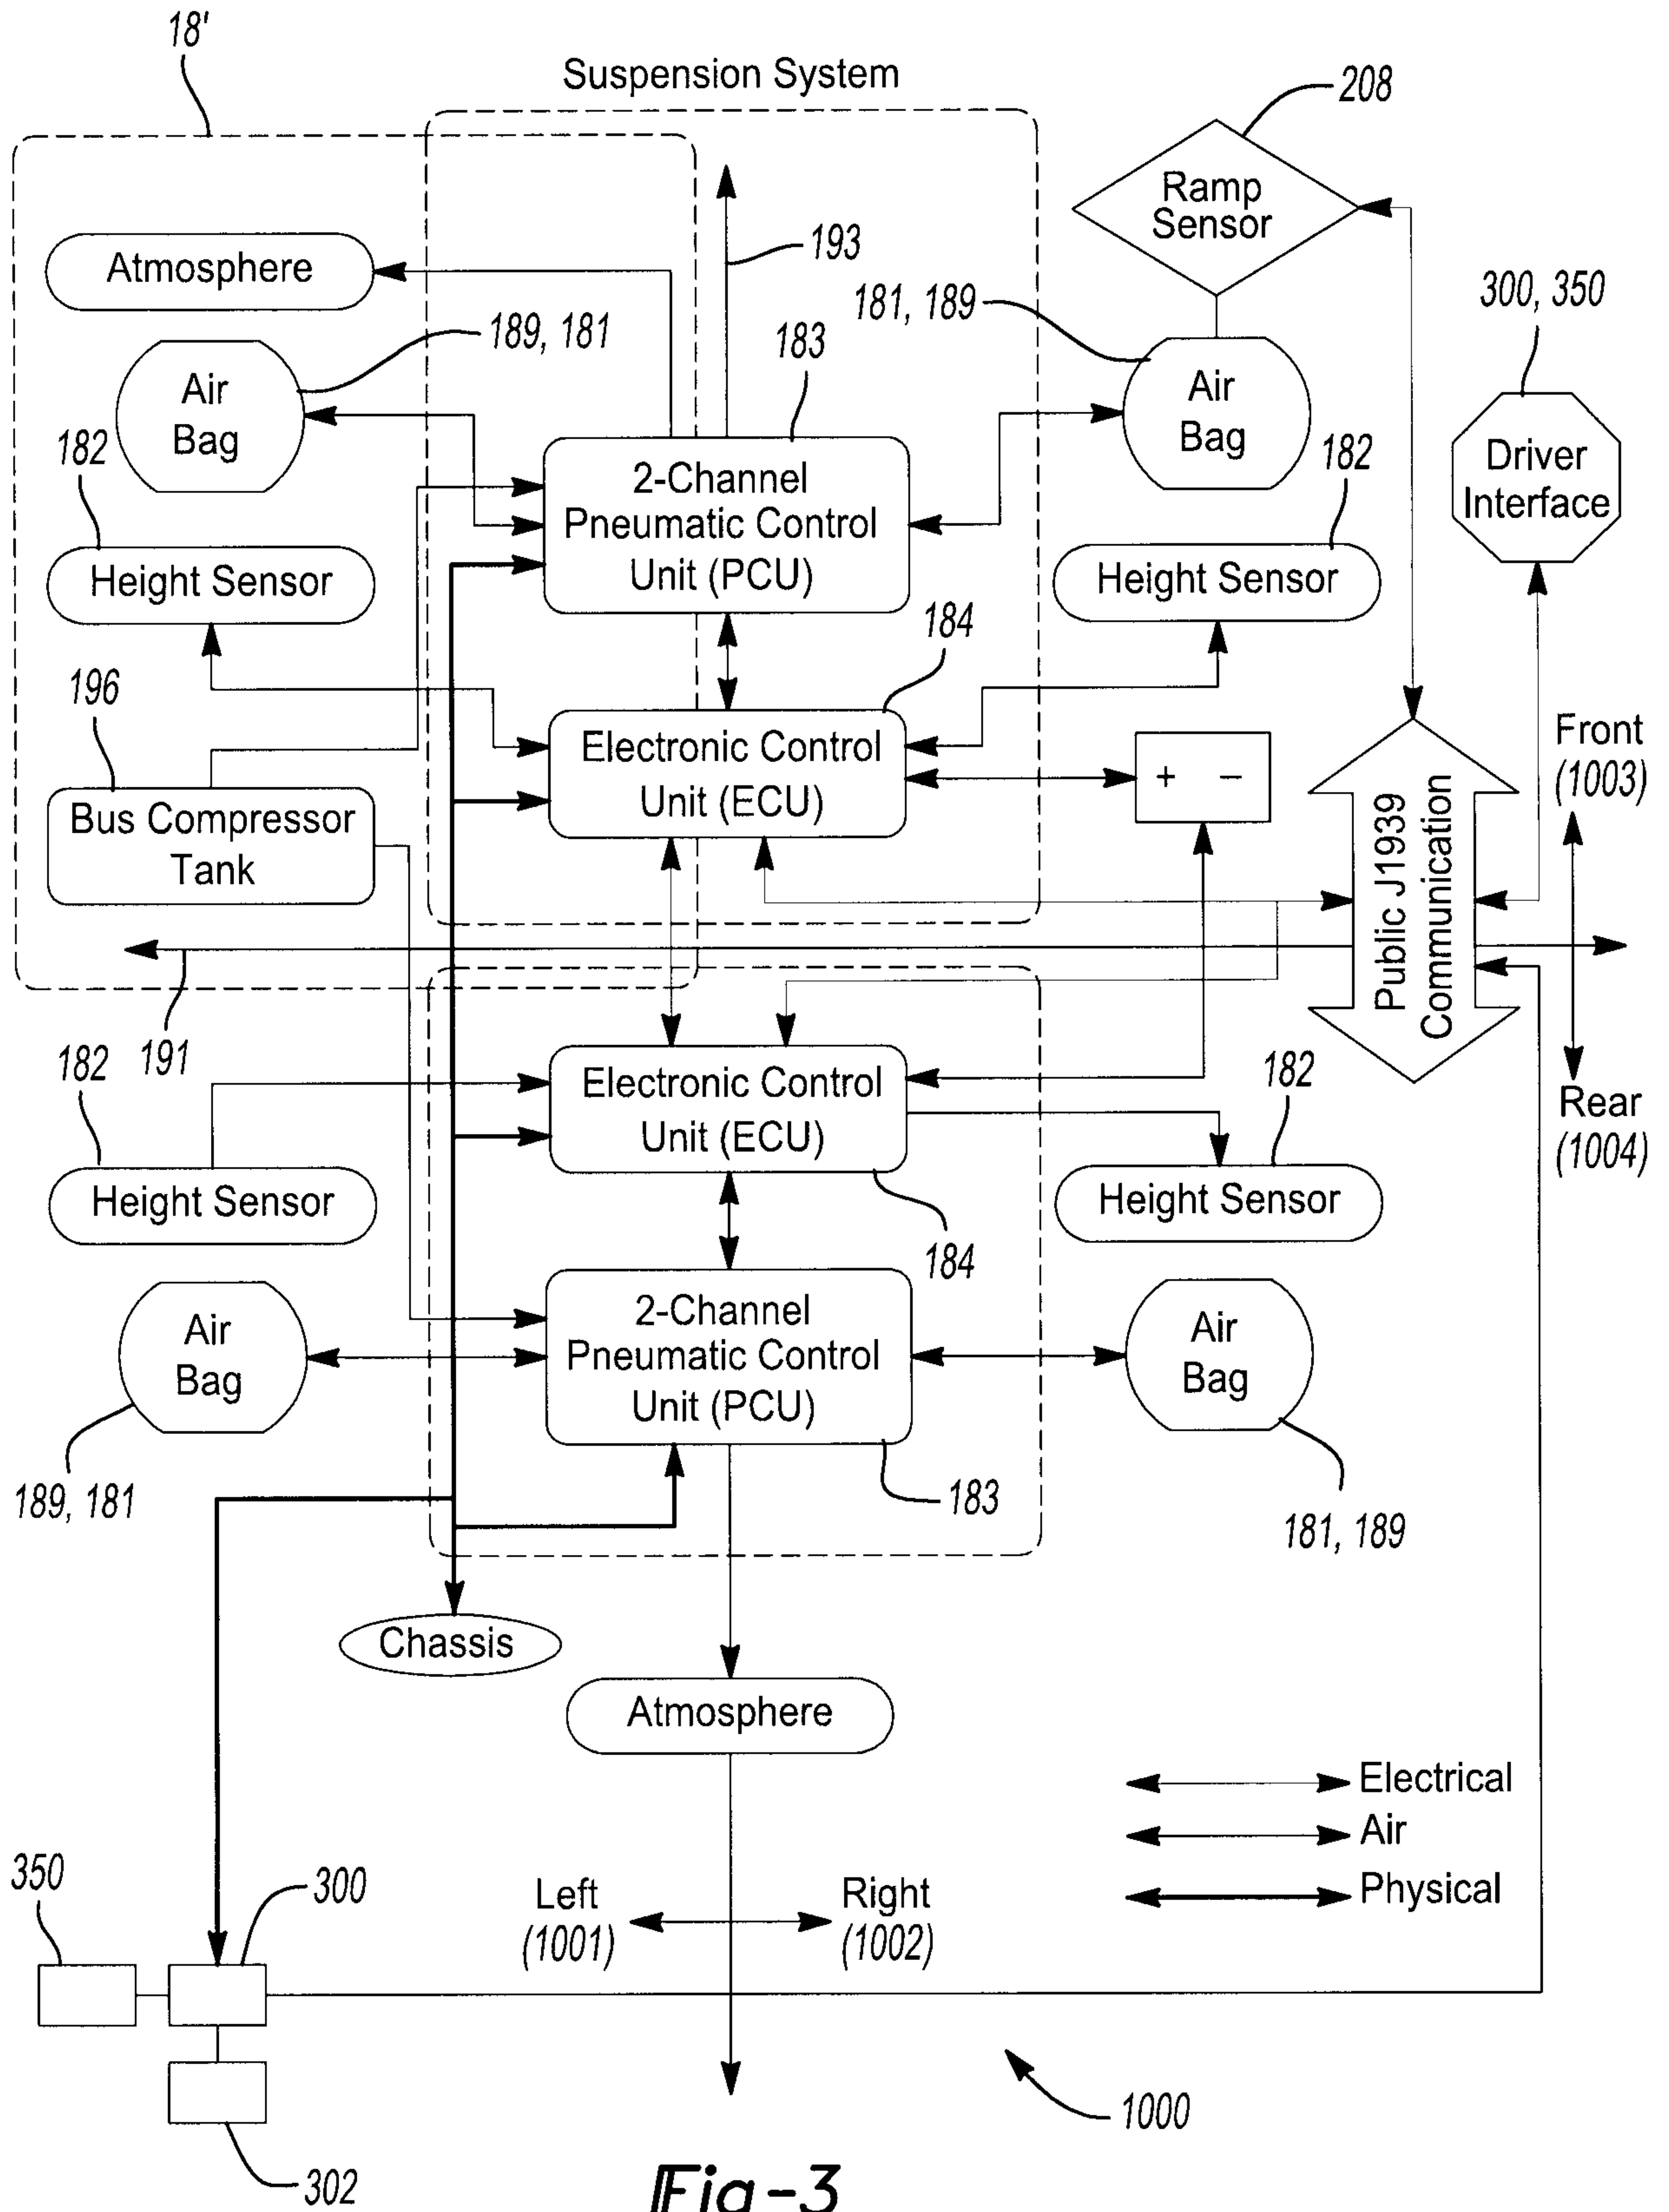 18'
Suspension System
208
Ramp
Sensor
Atmosphere
193
189, 181
181, 189
183
300, 350
Air
Bag
Air
Bag
182
182
Driver
Interface
2-Channel
Pneumatic Control
Unit (PCU)
Height Sensor
Height Sensor
184
196
Electronic Control
Unit (ECU)
+ −
Front
(1003)
Bus Compressor
Tank
Public J1939
Communication
191
182
182
Electronic Control
Unit (ECU)
Rear
(1004)
Height Sensor
Height Sensor
184
Air
Bag
2-Channel
Pneumatic Control
Unit (PCU)
Air
Bag
189, 181
183
181, 189
Chassis
Atmosphere
Electrical
Air
Physical
350
300
Left
(1001)
Right
(1002)
1000
302
Fig-3